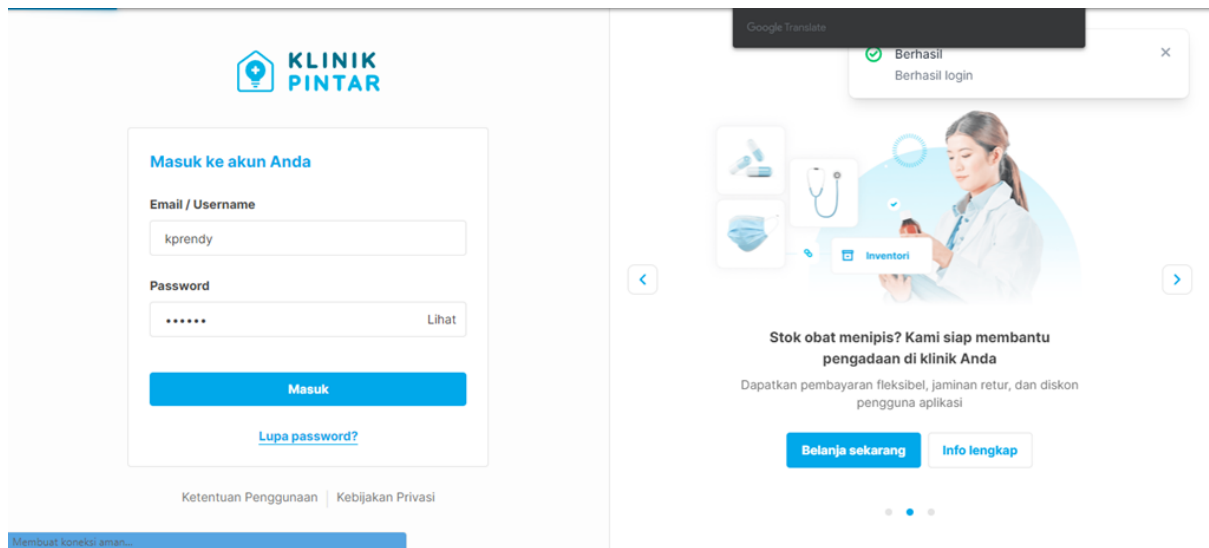 KLINIK
PINTAR
Masuk ke akun Anda
Email / Username
kprendy
Password
••••••
Lihat
Masuk
Lupa password?
Ketentuan Penggunaan
Kebijakan Privasi
Membuat koneksi aman...
Google Translate
Berhasil
Berhasil login
Inventori
Stok obat menipis? Kami siap membantu
pengadaan di klinik Anda
Dapatkan pembayaran fleksibel, jaminan retur, dan diskon
pengguna aplikasi
Belanja sekarang
Info lengkap